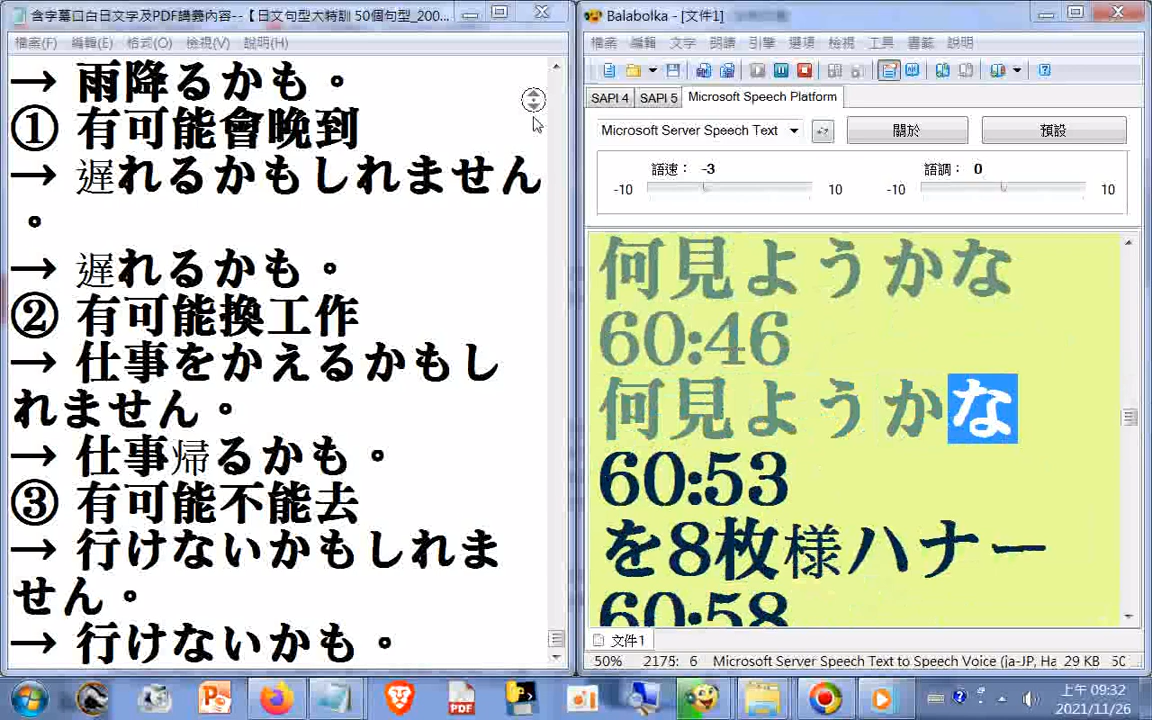 含字幕口白日文字及PDF講義內容--【日文句型大特訓 50個句型_200...
檔案(F) 編輯(E) 格式(O) 檢視(V) 說明(H)
→ 雨降るかも。
① 有可能會晚到
→ 遅れるかもしれません
。
→ 遅れるかも。
② 有可能換工作
→ 仕事をかえるかもし
れません。
→ 仕事帰るかも。
③ 有可能不能去
→ 行けないかもしれま
せん。
→ 行けないかも。
Balabolka - [文件1]
檔案 編輯 文字 朗讀 引擎 選項 檢視 工具 書籤 說明
SAPI 4 SAPI 5 Microsoft Speech Platform
Microsoft Server Speech Text 關於 預設
語速： -3 語調： 0
-10 10 -10 10
何見ようかな
60:46
何見ようかな
60:53
を8枚様ハナー
60:58
文件1
50% 2175: 6 Microsoft Server Speech Text to Speech Voice (ja-JP, Ha 29 KB 50
上午 09:32
2021/11/26